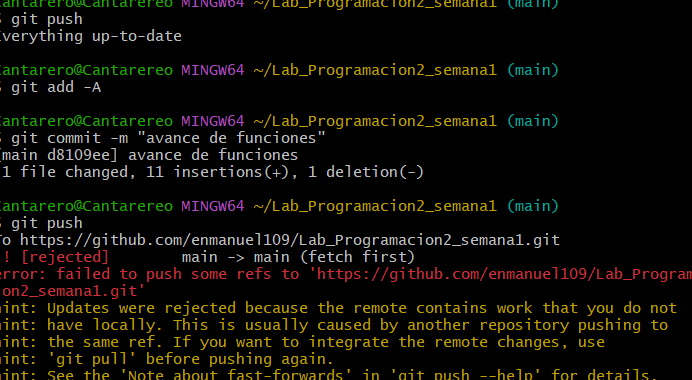 Cantarero@Cantarereo MINGW64 ~/Lab_Programacion2_semana1 (main)
$ git push
Everything up-to-date
Cantarero@Cantarereo MINGW64 ~/Lab_Programacion2_semana1 (main)
$ git add -A
Cantarero@Cantarereo MINGW64 ~/Lab_Programacion2_semana1 (main)
$ git commit -m "avance de funciones"
[main d8109ee] avance de funciones
1 file changed, 11 insertions(+), 1 deletion(-)
Cantarero@Cantarereo MINGW64 ~/Lab_Programacion2_semana1 (main)
$ git push
To https://github.com/enmanuel109/Lab_Programacion2_semana1.git
! [rejected] main -> main (fetch first)
error: failed to push some refs to 'https://github.com/enmanuel109/Lab_Program
ion2_semana1.git'
hint: Updates were rejected because the remote contains work that you do not
hint: have locally. This is usually caused by another repository pushing to
hint: the same ref. If you want to integrate the remote changes, use
hint: 'git pull' before pushing again.
hint: See the 'Note about fast-forwards' in 'git push --help' for details.